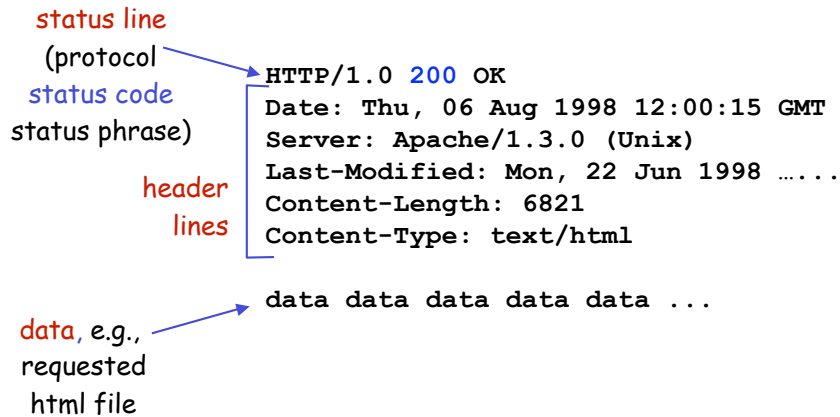 status line
(protocol
status code
status phrase)
HTTP/1.0 200 OK
Date: Thu, 06 Aug 1998 12:00:15 GMT
Server: Apache/1.3.0 (Unix)
Last-Modified: Mon, 22 Jun 1998 …...
Content-Length: 6821
Content-Type: text/html
header
lines
data data data data data ...
data, e.g.,
requested
html file